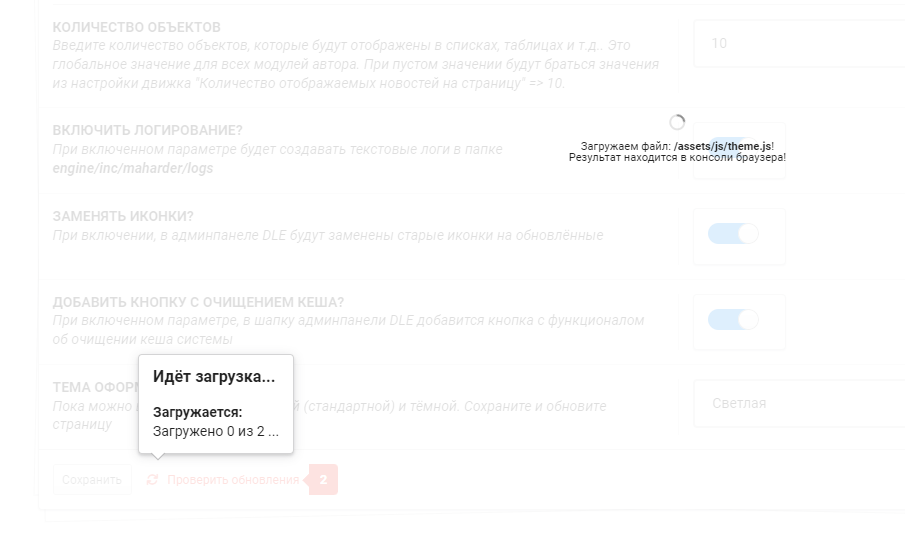 КОЛИЧЕСТВО ОБЪЕКТОВ
Введите количество объектов, которые будут отображены в списках, таблицах и т.д.. Это
глобальное значение для всех модулей автора. При пустом значении будут браться значения
из настройки движка "Количество отображаемых новостей на страницу" => 10.
10
ВКЛЮЧИТЬ ЛОГИРОВАНИЕ?
При включенном параметре будет создавать текстовые логи в папке
engine/inc/maharder/logs
Загружаем файл: /assets/js/theme.js!
Результат находится в консоли браузера!
ЗАМЕНЯТЬ ИКОНКИ?
При включении, в админпанеле DLE будут заменены старые иконки на обновлённые
ДОБАВИТЬ КНОПКУ С ОЧИЩЕНИЕМ КЕША?
При включенном параметре, в шапку админпанели DLE добавится кнопка с функционалом
об очищении кеша системы
Идёт загрузка...
Загружается:
Загружено 0 из 2 ...
ТЕМА
Пока можно й (стандартной) и тёмной. Сохраните и обновите
страницу
Светлая
Сохранить
Проверить обновления
2